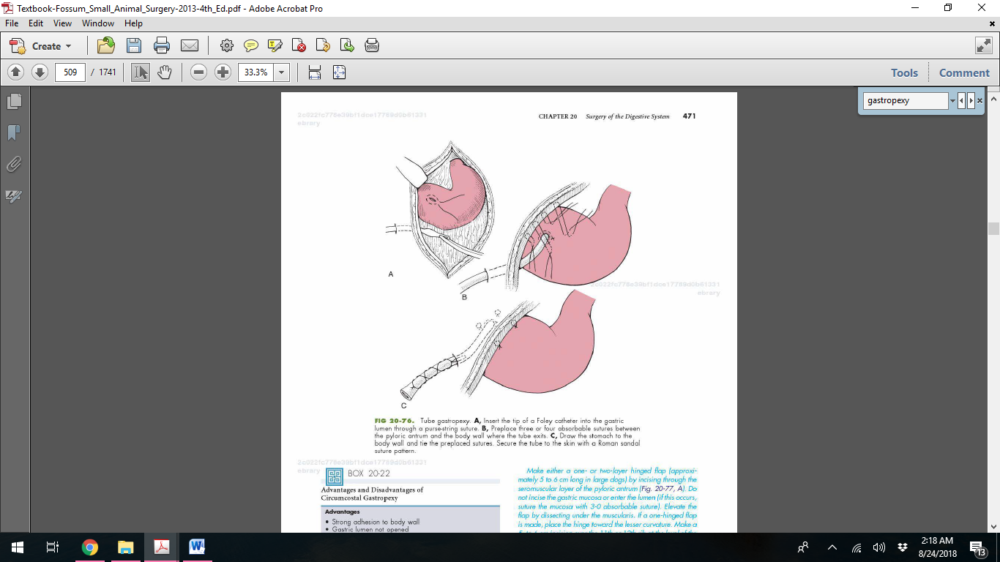 Textbook-Fossum_Small_Animal_Surgery-2013-4th_Ed.pdf - Adobe Acrobat Pro
File Edit View Window Help
Create
509 / 1741 33.3% Tools Comment
gastropexy
2c022fa778e39bf1dce17789d0b61331
ebrary
CHAPTER 20 Surgery of the Digestive System 471
A
B
2c022fa778e39bf1dce17789d0b61331
ebrary
C
FIG 20-76. Tube gastropexy. A, Insert the tip of a Foley catheter into the gastric
lumen through a purse-string suture. B, Preplace three or four absorbable sutures between
the pyloric antrum and the body wall where the tube exits. C, Draw the stomach to the
body wall and tie the preplaced sutures. Secure the tube to the skin with a Roman sandal
suture pattern.
2c022fa778e39bf1dce17789d0b61331
ebrary
BOX 20-22
Advantages and Disadvantages of
Circumcostal Gastropexy
Advantages
• Strong adhesion to body wall
• Gastric lumen not opened
Make either a one- or two-layer hinged flap (approxi-
mately 5 to 6 cm long in large dogs) by incising through the
seromuscular layer of the pyloric antrum (Fig. 20-77, A). Do
not incise the gastric mucosa or enter the lumen (if this occurs,
suture the mucosa with 3-0 absorbable suture). Elevate the
flap by dissecting under the muscularis. If a one-hinged flap
is made, place the hinge toward the lesser curvature. Make a
2:18 AM
8/24/2018
13